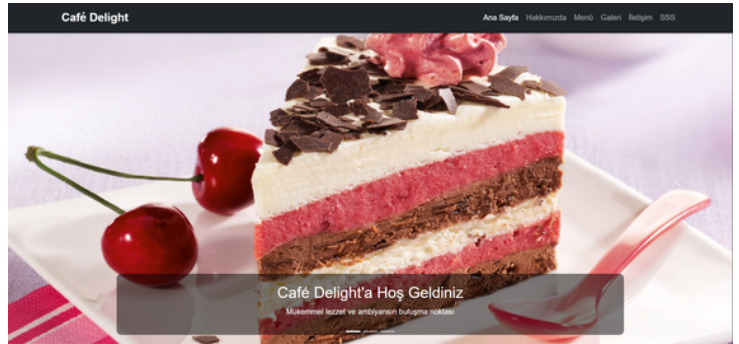 Café Delight
Ana Sayfa Hakkımızda Menü Galeri İletişim SSS
Café Delight'a Hoş Geldiniz
Mükemmel lezzet ve ambiyansın buluşma noktası